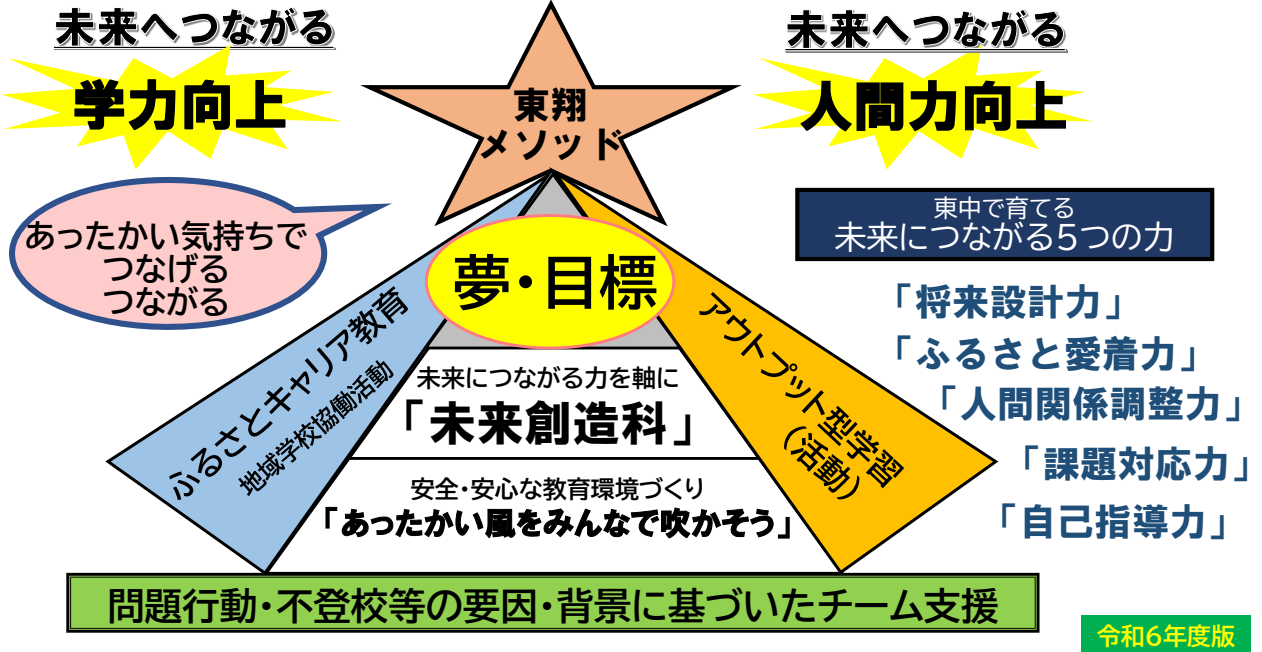 未来へつながる
学力向上
未来へつながる
人間力向上
東翔
メソッド
あったかい気持ちで
つなげる
つながる
夢・目標
東中で育てる
未来につながる5つの力
「将来設計力」
「ふるさと愛着力」
「人間関係調整力」
「課題対応力」
「自己指導力」
ふるさとキャリア教育
地域学校協働活動
未来につながる力を軸に
「未来創造科」
アウトプット型学習
(活動)
安全・安心な教育環境づくり
「あったかい風をみんなで吹かそう」
問題行動・不登校等の要因・背景に基づいたチーム支援
令和6年度版